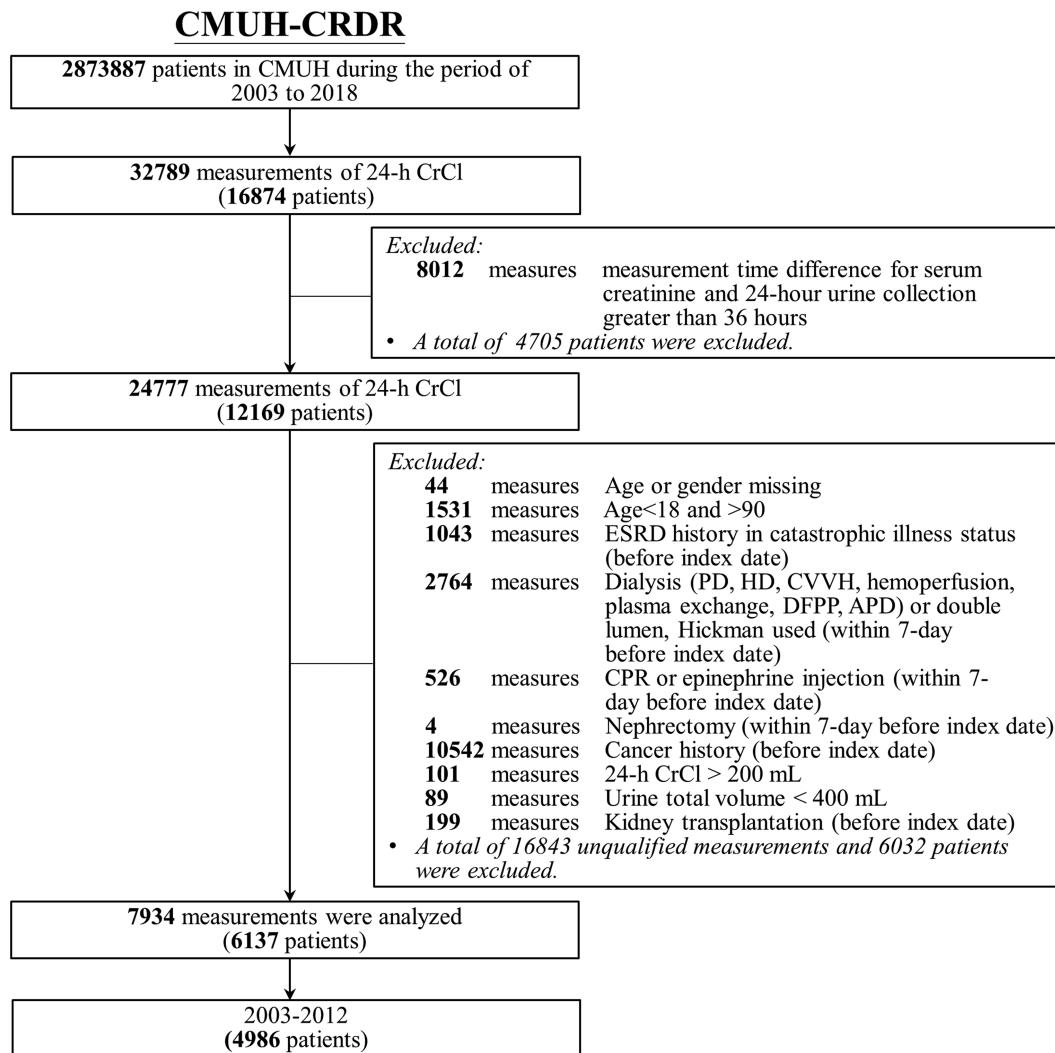 CMUH-CRDR
2873887 patients in CMUH during the period of
2003 to 2018
32789 measurements of 24-h CrCl
(16874 patients)
Excluded:
8012 measures measurement time difference for serum
creatinine and 24-hour urine collection
greater than 36 hours
• A total of 4705 patients were excluded.
24777 measurements of 24-h CrCl
(12169 patients)
Excluded:
44 measures Age or gender missing
1531 measures Age<18 and >90
1043 measures ESRD history in catastrophic illness status
(before index date)
2764 measures Dialysis (PD, HD, CVVH, hemoperfusion,
plasma exchange, DFPP, APD) or double
lumen, Hickman used (within 7-day
before index date)
526 measures CPR or epinephrine injection (within 7-
day before index date)
4 measures Nephrectomy (within 7-day before index date)
10542 measures Cancer history (before index date)
101 measures 24-h CrCl > 200 mL
89 measures Urine total volume < 400 mL
199 measures Kidney transplantation (before index date)
• A total of 16843 unqualified measurements and 6032 patients
were excluded.
7934 measurements were analyzed
(6137 patients)
2003-2012
(4986 patients)